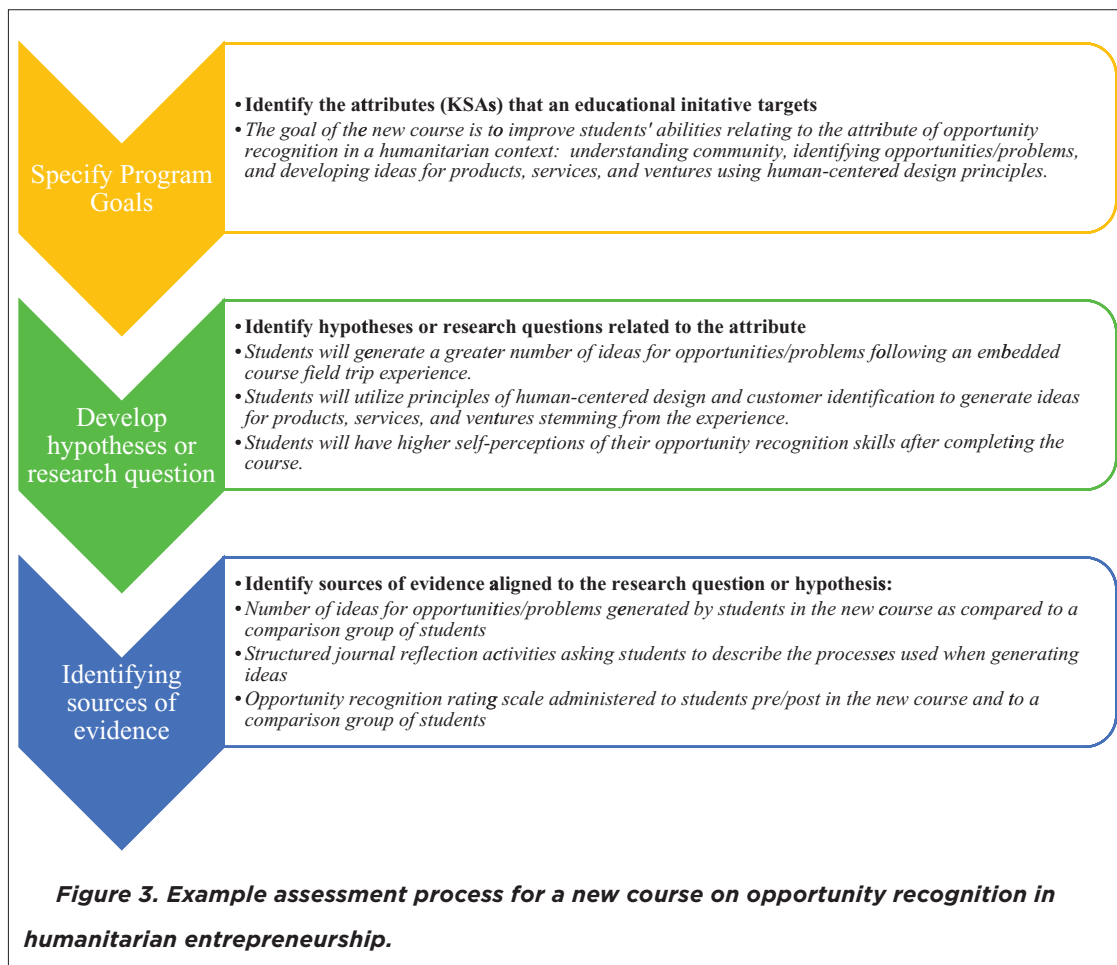 Specify Program
Goals
• Identify the attributes (KSAs) that an educational initative targets
• The goal of the new course is to improve students' abilities relating to the attribute of opportunity
recognition in a humanitarian context:  understanding community, identifying opportunities/problems,
and developing ideas for products, services, and ventures using human-centered design principles.
Develop
hypotheses or
research question
• Identify hypotheses or research questions related to the attribute
• Students will generate a greater number of ideas for opportunities/problems following an embedded
course field trip experience.
• Students will utilize principles of human-centered design and customer identification to generate ideas
for products, services, and ventures stemming from the experience.
• Students will have higher self-perceptions of their opportunity recognition skills after completing the
course.
Identifying
sources of
evidence
• Identify sources of evidence aligned to the research question or hypothesis:
• Number of ideas for opportunities/problems generated by students in the new course as compared to a
comparison group of students
• Structured journal reflection activities asking students to describe the processes used when generating
ideas
• Opportunity recognition rating scale administered to students pre/post in the new course and to a
comparison group of students
Figure 3. Example assessment process for a new course on opportunity recognition in
humanitarian entrepreneurship.